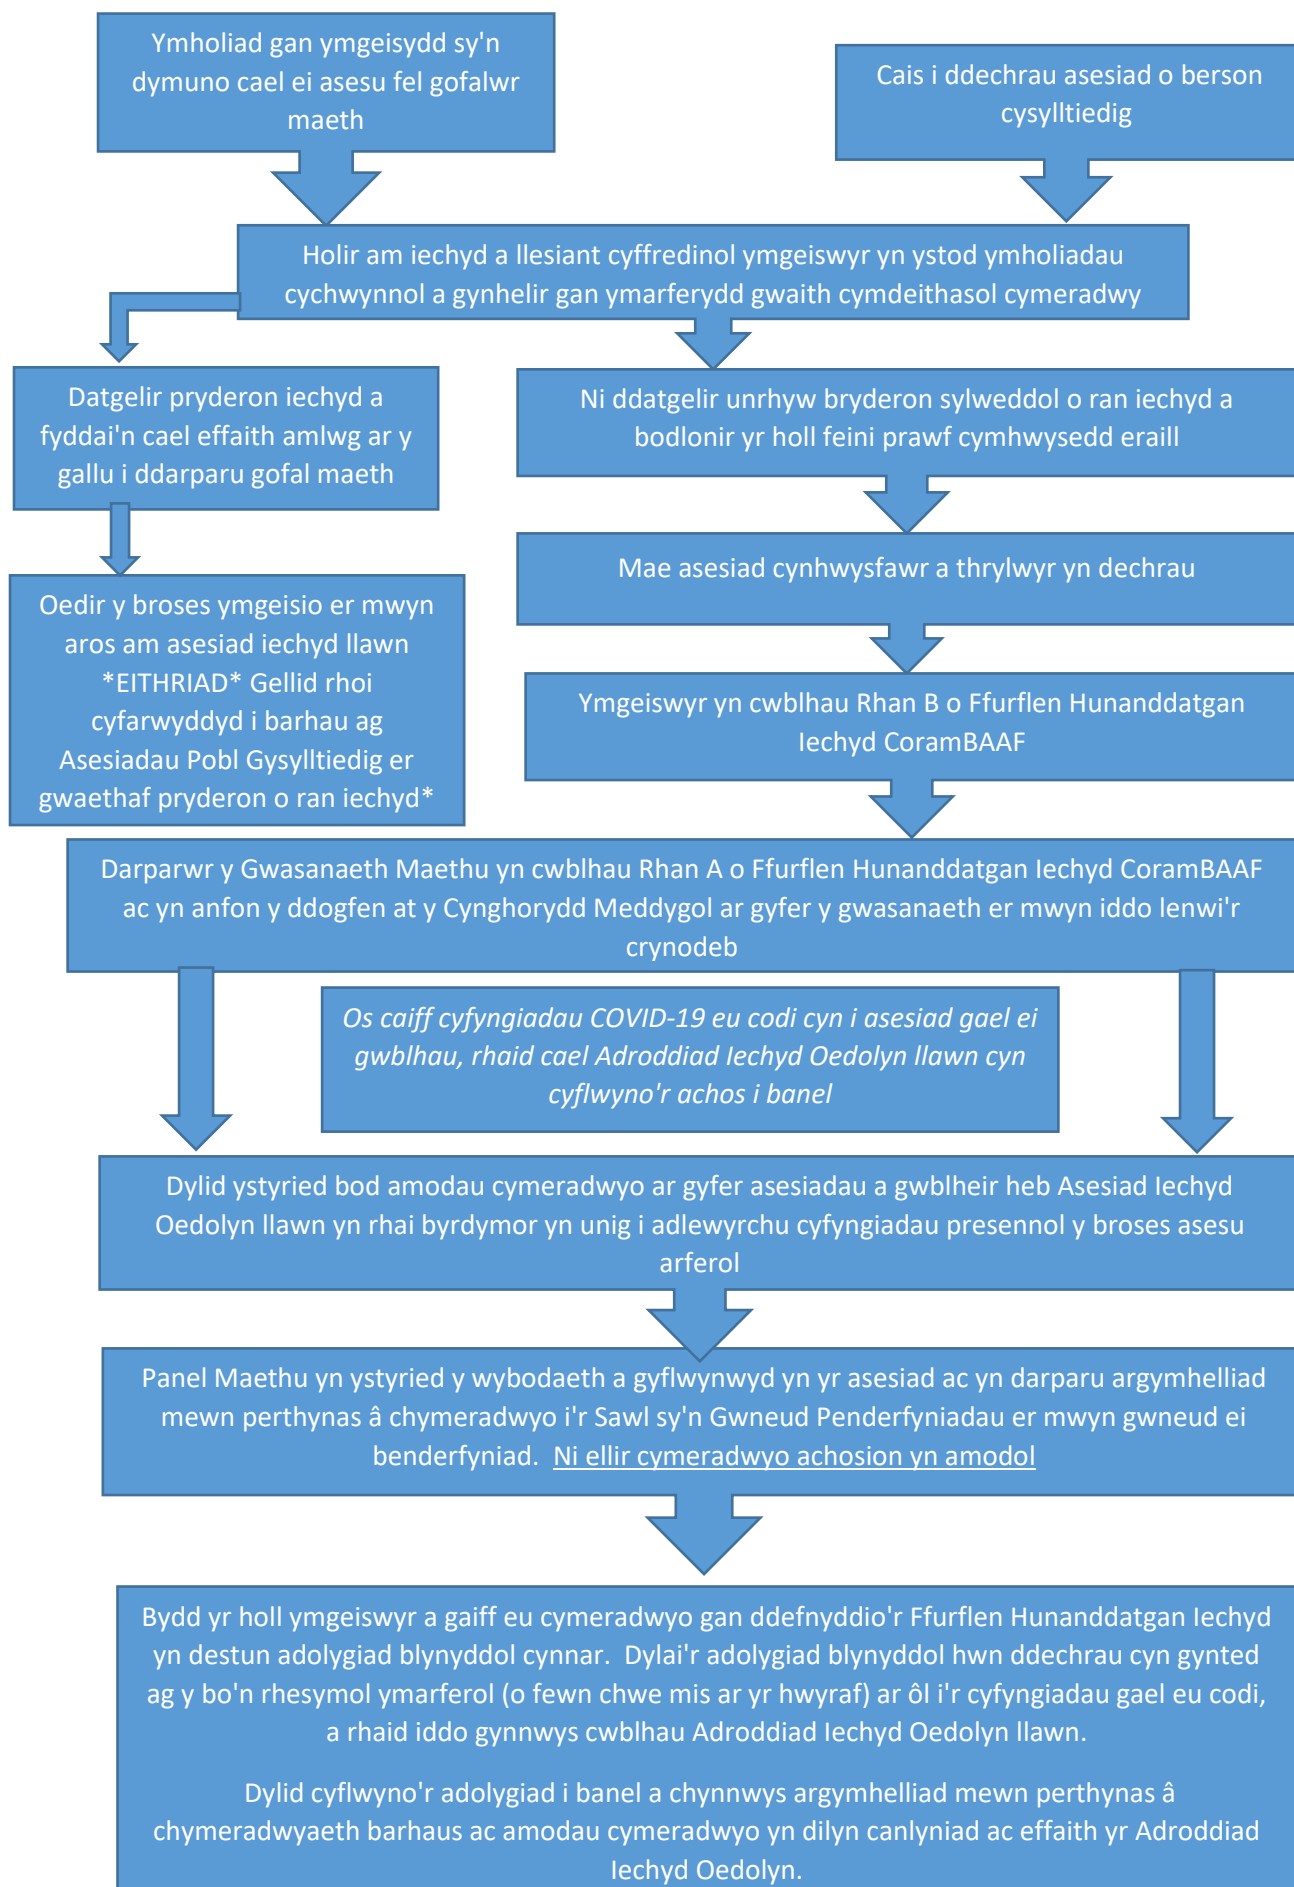 Ymholiad gan ymgeisydd sy'n
dymuno cael ei asesu fel gofalwr
maeth
Cais i ddechrau asesiad o berson
cysylltiedig
Holir am iechyd a llesiant cyffredinol ymgeiswyr yn ystod ymholiadau
cychwynnol a gynhelir gan ymarferydd gwaith cymdeithasol cymeradwy
Datgelir pryderon iechyd a
fyddai'n cael effaith amlwg ar y
gallu i ddarparu gofal maeth
Ni ddatgelir unrhyw bryderon sylweddol o ran iechyd a
bodlonir yr holl feini prawf cymhwysedd eraill
Mae asesiad cynhwysfawr a thrylwyr yn dechrau
Oedir y broses ymgeisio er mwyn
aros am asesiad iechyd llawn
*EITHRIAD* Gellid rhoi
cyfarwyddyd i barhau ag
Asesiadau Pobl Gysylltiedig er
gwaethaf pryderon o ran iechyd*
Ymgeiswyr yn cwblhau Rhan B o Ffurflen Hunanddatgan
Iechyd CoramBAAF
Darparwr y Gwasanaeth Maethu yn cwblhau Rhan A o Ffurflen Hunanddatgan Iechyd CoramBAAF
ac yn anfon y ddogfen at y Cynghorydd Meddygol ar gyfer y gwasanaeth er mwyn iddo lenwi'r
crynodeb
Os caiff cyfyngiadau COVID-19 eu codi cyn i asesiad gael ei
gwblhau, rhaid cael Adroddiad Iechyd Oedolyn llawn cyn
cyflwyno'r achos i banel
Dylid ystyried bod amodau cymeradwyo ar gyfer asesiadau a gwblheir heb Asesiad Iechyd
Oedolyn llawn yn rhai byrdymor yn unig i adlewyrchu cyfyngiadau presennol y broses asesu
arferol
Panel Maethu yn ystyried y wybodaeth a gyflwynwyd yn yr asesiad ac yn darparu argymhelliad
mewn perthynas â chymeradwyo i'r Sawl sy'n Gwneud Penderfyniadau er mwyn gwneud ei
benderfyniad. Ni ellir cymeradwyo achosion yn amodol
Bydd yr holl ymgeiswyr a gaiff eu cymeradwyo gan ddefnyddio'r Ffurflen Hunanddatgan Iechyd
yn destun adolygiad blynyddol cynnar. Dylai'r adolygiad blynyddol hwn ddechrau cyn gynted
ag y bo'n rhesymol ymarferol (o fewn chwe mis ar yr hwyraf) ar ôl i'r cyfyngiadau gael eu codi,
a rhaid iddo gynnwys cwblhau Adroddiad Iechyd Oedolyn llawn.
Dylid cyflwyno'r adolygiad i banel a chynnwys argymhelliad mewn perthynas â
chymeradwyaeth barhaus ac amodau cymeradwyo yn dilyn canlyniad ac effaith yr Adroddiad
Iechyd Oedolyn.